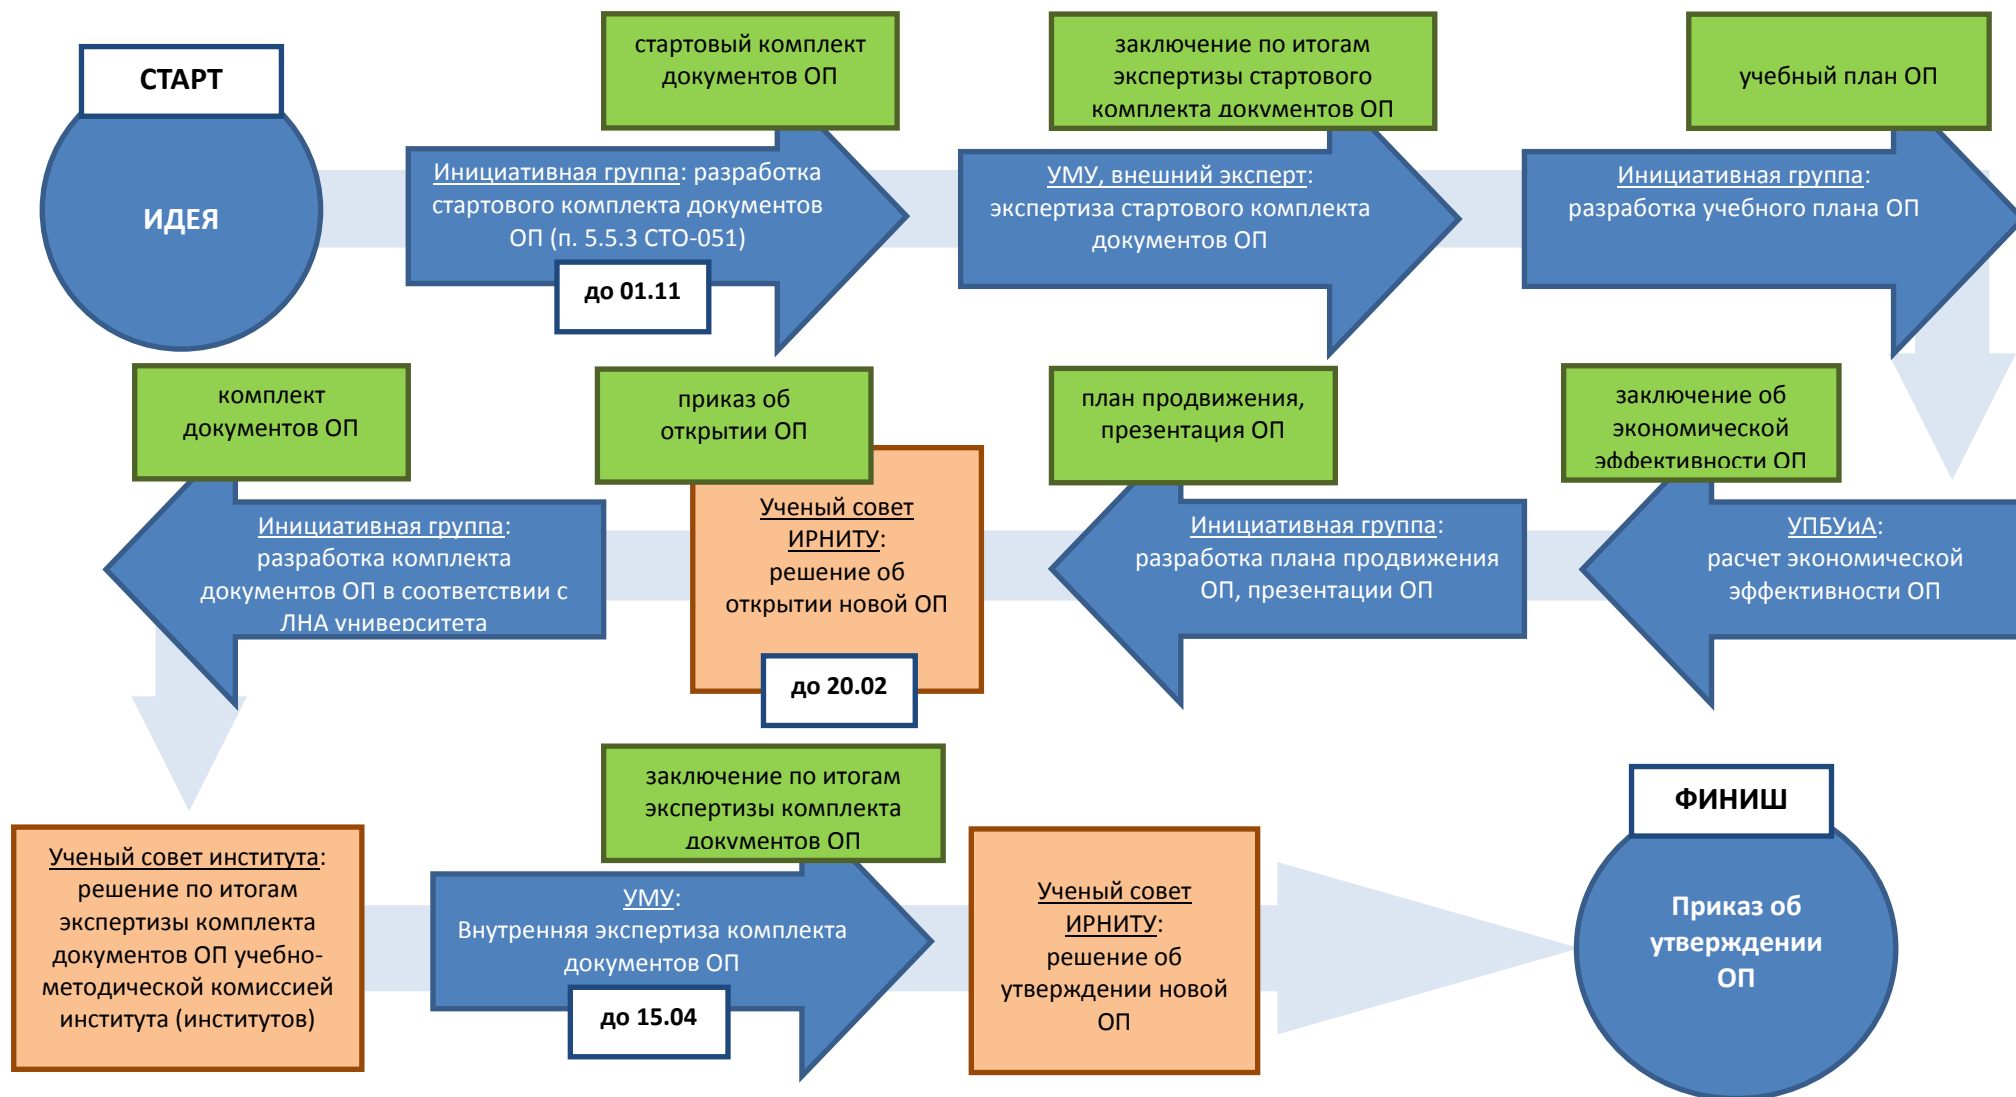 СТАРТ
ИДЕЯ
стартовый комплект
документов ОП
Инициативная группа: разработка
стартового комплекта документов
ОП (п. 5.5.3 СТО-051)
до 01.11
заключение по итогам
экспертизы стартового
комплекта документов ОП
УМУ, внешний эксперт:
экспертиза стартового комплекта
документов ОП
учебный план ОП
Инициативная группа:
разработка учебного плана ОП
заключение об
экономической
эффективности ОП
УПБУиА:
расчет экономической
эффективности ОП
план продвижения,
презентация ОП
Инициативная группа:
разработка плана продвижения
ОП, презентации ОП
приказ об
открытии ОП
Ученый совет
ИРНИТУ:
решение об
открытии новой ОП
до 20.02
комплект
документов ОП
Инициативная группа:
разработка комплекта
документов ОП в соответствии с
ЛНА университета
Ученый совет института:
решение по итогам
экспертизы комплекта
документов ОП учебно-
методической комиссией
института (институтов)
заключение по итогам
экспертизы комплекта
документов ОП
УМУ:
Внутренняя экспертиза комплекта
документов ОП
до 15.04
Ученый совет
ИРНИТУ:
решение об
утверждении новой
ОП
ФИНИШ
Приказ об
утверждении
ОП